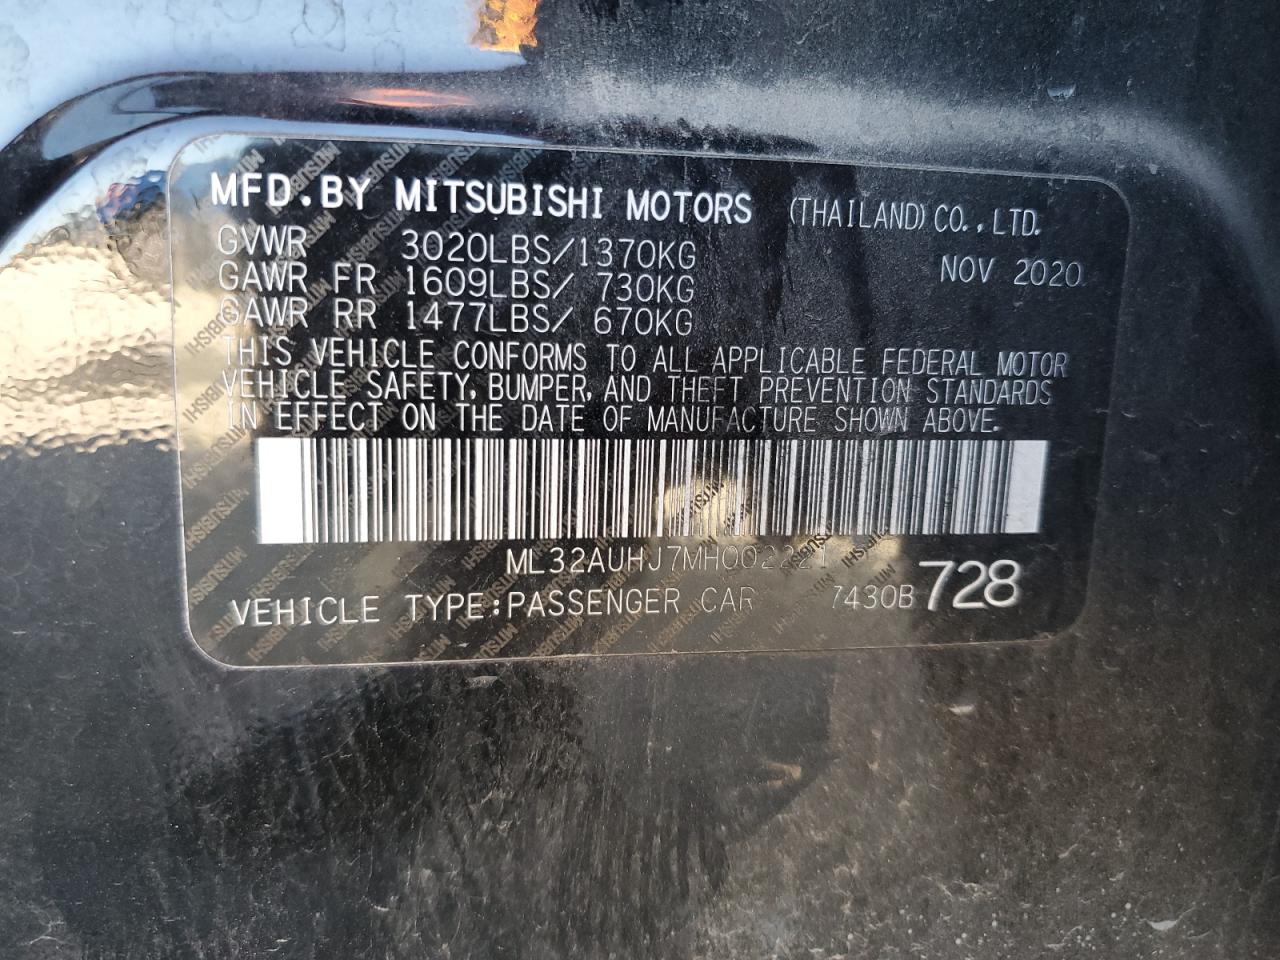 MFD.BY MITSUBISHI MOTORS (THAILAND) CO.,LTD.
GVWR 3020LBS/1370KG NOV 2020
GAWR FR 1609LBS/ 730KG
GAWR RR 1477LBS/ 670KG
THIS VEHICLE CONFORMS TO ALL APPLICABLE FEDERAL MOTOR
VEHICLE SAFETY, BUMPER, AND THEFT PREVENTION STANDARDS
IN EFFECT ON THE DATE OF MANUFACTURE SHOWN ABOVE.
ML32AUHJ7MH002221
VEHICLE TYPE:PASSENGER CAR 7430B 728